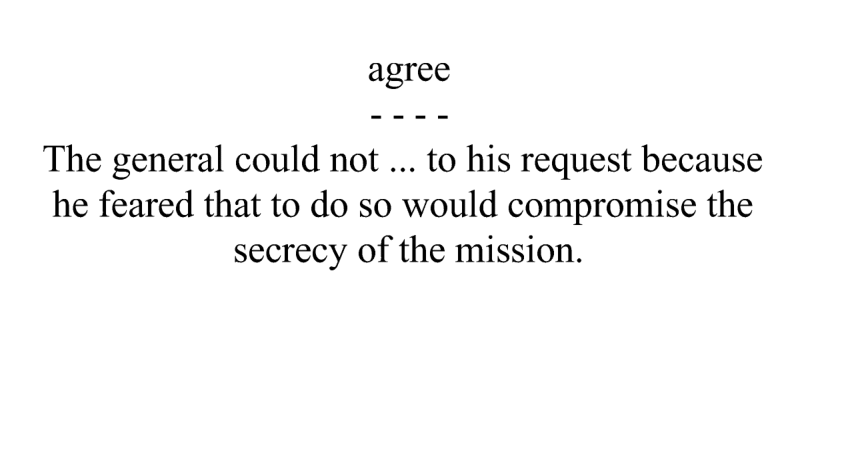 agree
- - - -
The general could not ... to his request because
he feared that to do so would compromise the
secrecy of the mission.